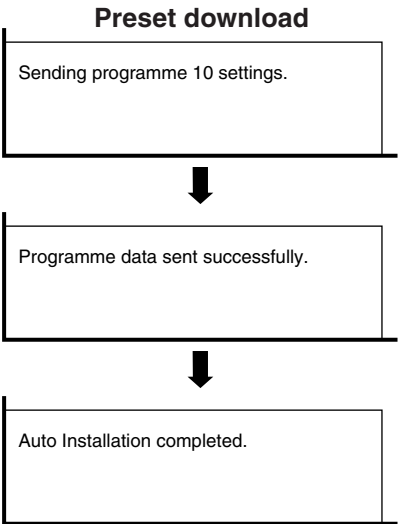 Preset download
Sending programme 10 settings.
Programme data sent successfully.
Auto Installation completed.